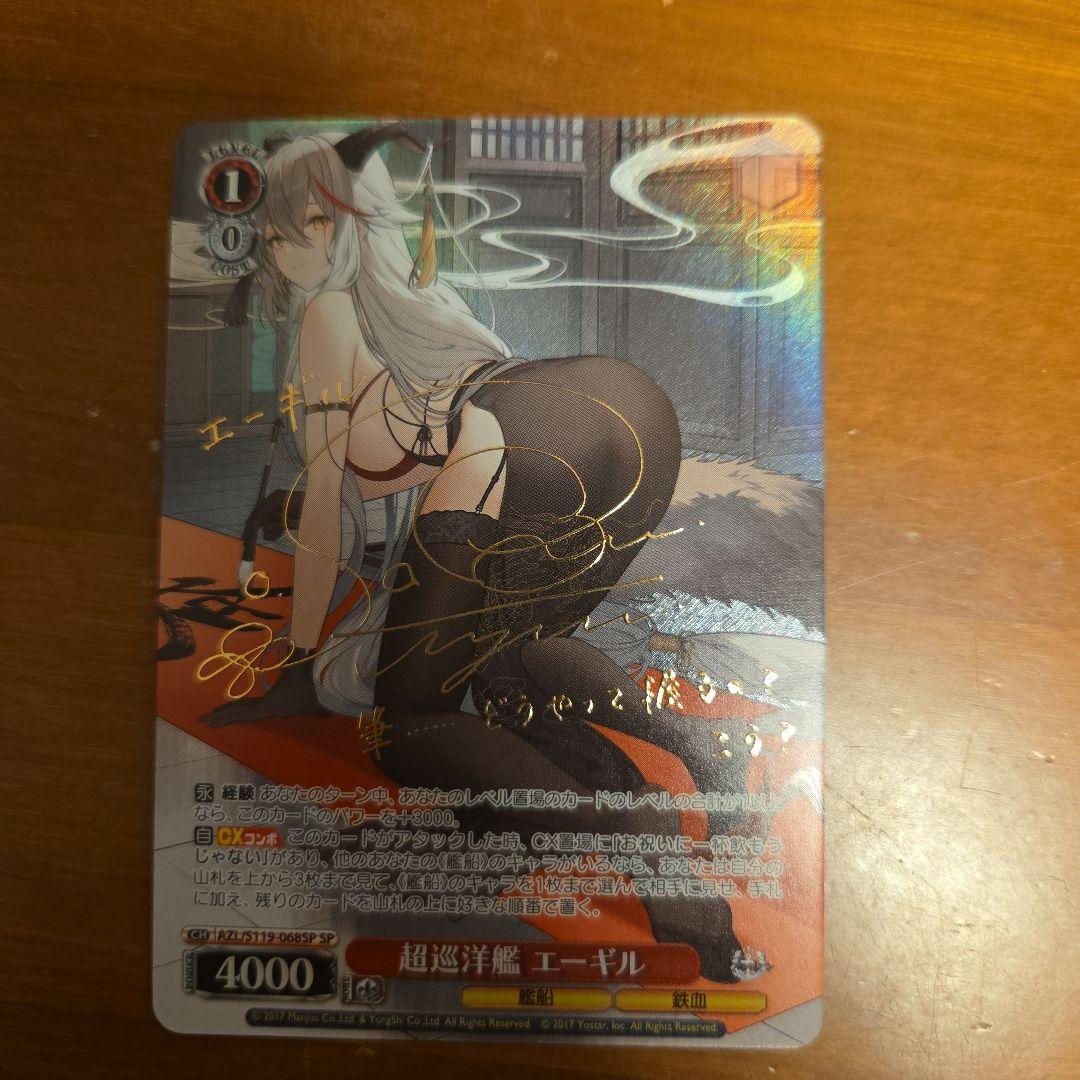 LEVEL
1
0
COST
エーギル
筆……どうやって濡るの？
こう？
永 経験 あなたのターン中、あなたのレベル置場のカードのレベルの合計が1以上
なら、このカードのパワーを＋3000。
自 CXコンボ このカードがアタックした時、CX置場に「お祝いに一杯飲もう
じゃない」があり、他のあなたの《艦船》のキャラがいるなら、あなたは自分の
山札を上から3枚まで見て、《艦船》のキャラを1枚まで選んで相手に見せ、手札
に加え、残りのカードを山札の上に好きな順番で置く。
CH AZL/S119-068SP SP
POWER 4000 SOUL
超巡洋艦 エーギル
艦船 鉄血
© 2017 Manjuu Co.,Ltd. & YongShi Co.,Ltd. All Rights Reserved. © 2017 Yostar, Inc. All Rights Reserved.